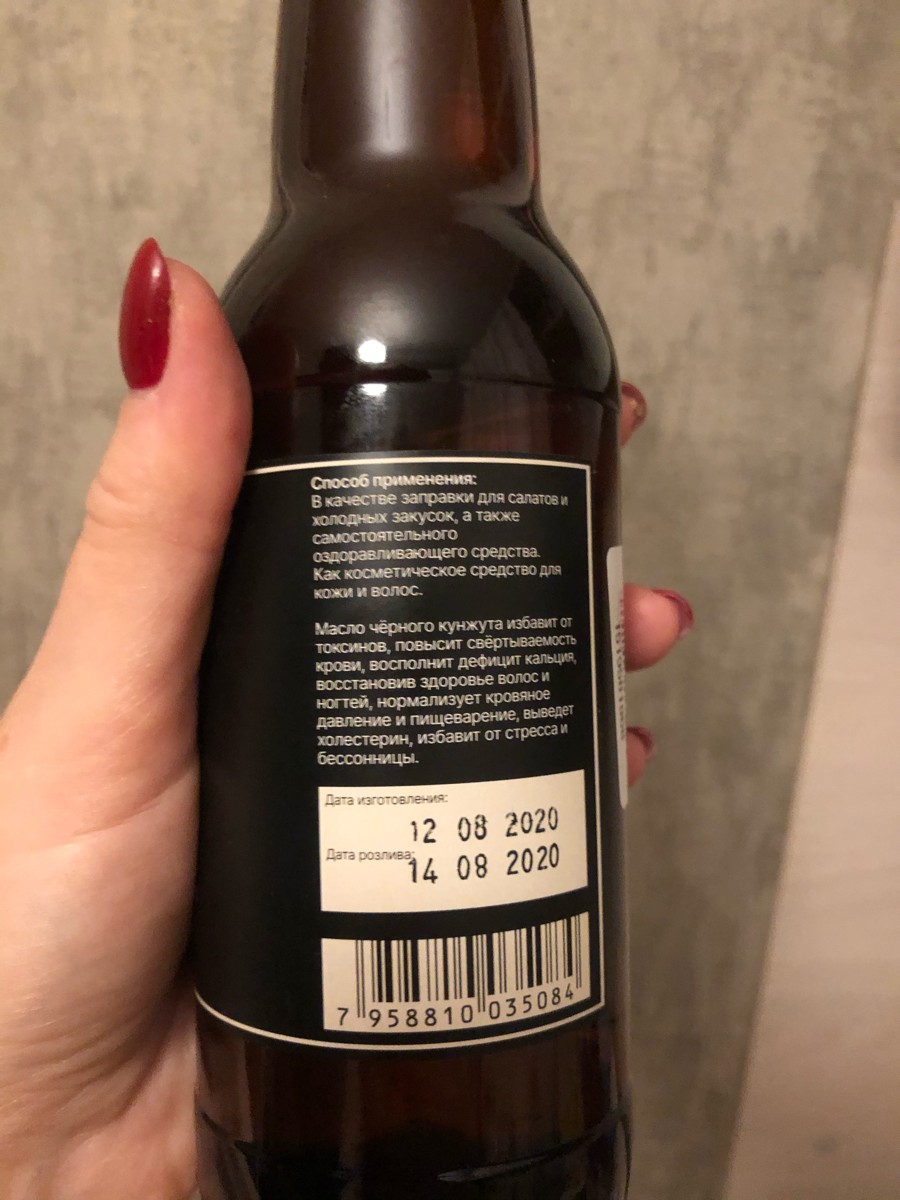 Способ применения:
В качестве заправки для салатов и
холодных закусок, а также
самостоятельного
оздоравливающего средства.
Как косметическое средство для
кожи и волос.
Масло чёрного кунжута избавит от
токсинов, повысит свёртываемость
крови, восполнит дефицит кальция,
восстановив здоровье волос и
ногтей, нормализует кровяное
давление и пищеварение, выведет
холестерин, избавит от стресса и
бессонницы.
Дата изготовления:
12 08 2020
Дата розлива:
14 08 2020
7 958810 035084